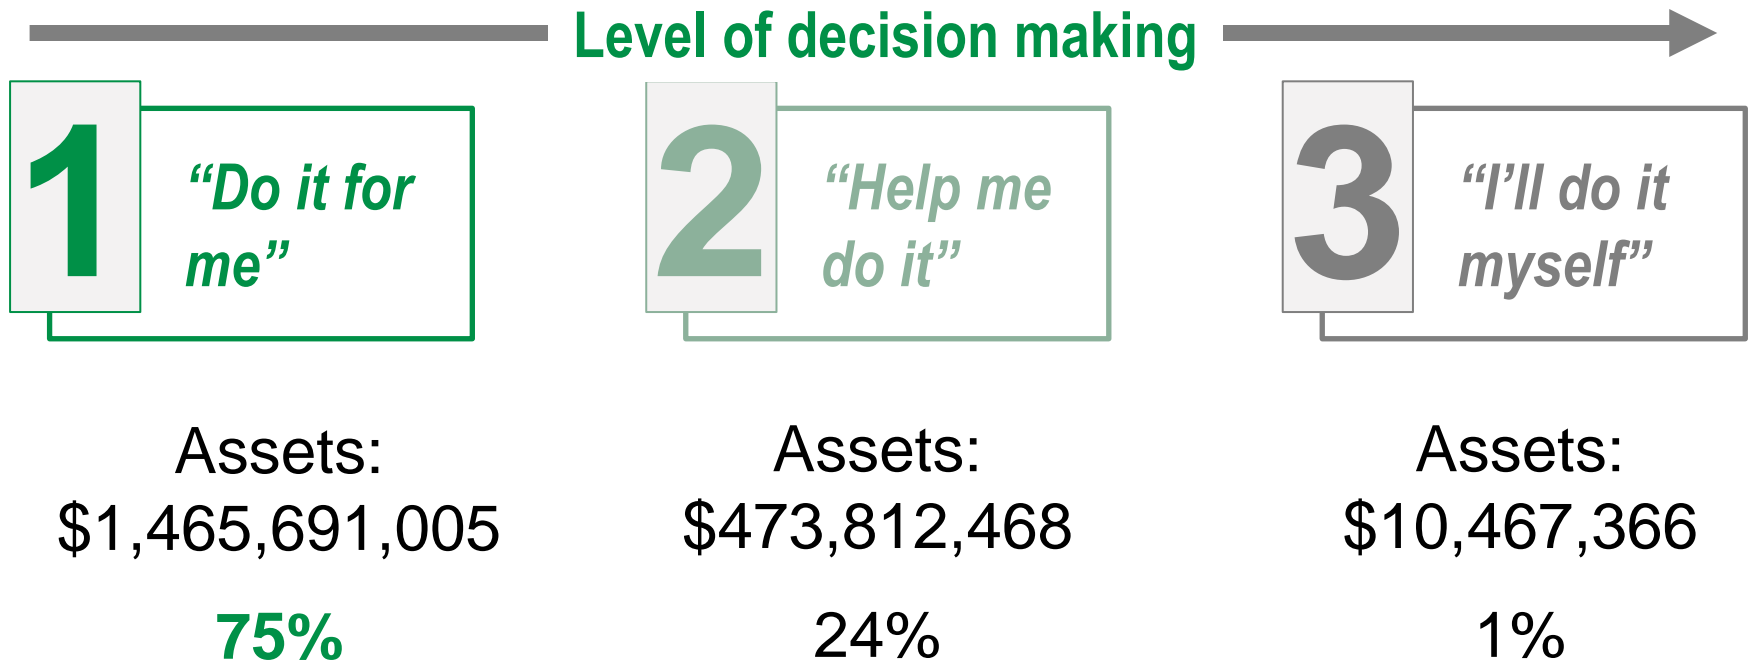 Level of decision making
1
“Do it for
me”
2
“Help me
do it”
3
“I’ll do it
myself”
Assets:
$1,465,691,005
75%
Assets:
$473,812,468
24%
Assets:
$10,467,366
1%